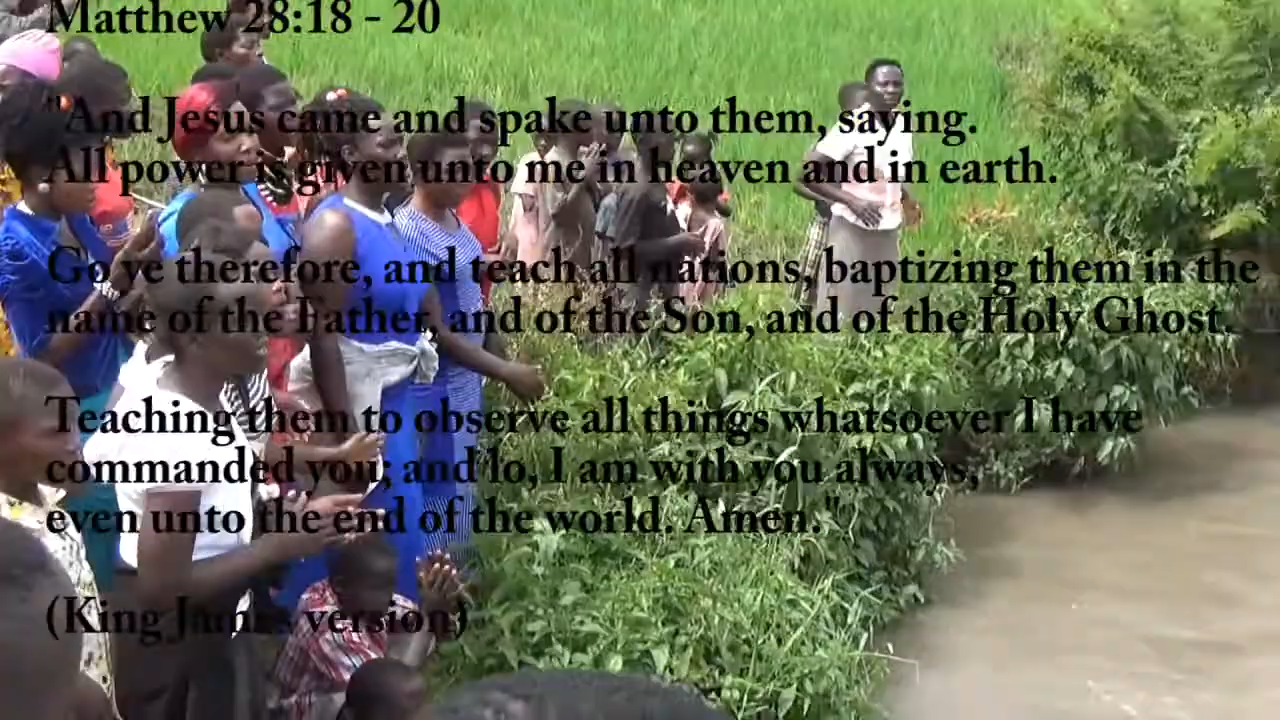 Matthew 28:18 - 20
"And Jesus came and spake unto them, saying.
All power is given unto me in heaven and in earth.
Go ye therefore, and teach all nations, baptizing them in the
name of the Father, and of the Son, and of the Holy Ghost.
Teaching them to observe all things whatsoever I have
commanded you; and lo, I am with you always,
even unto the end of the world. Amen."
(King James version)